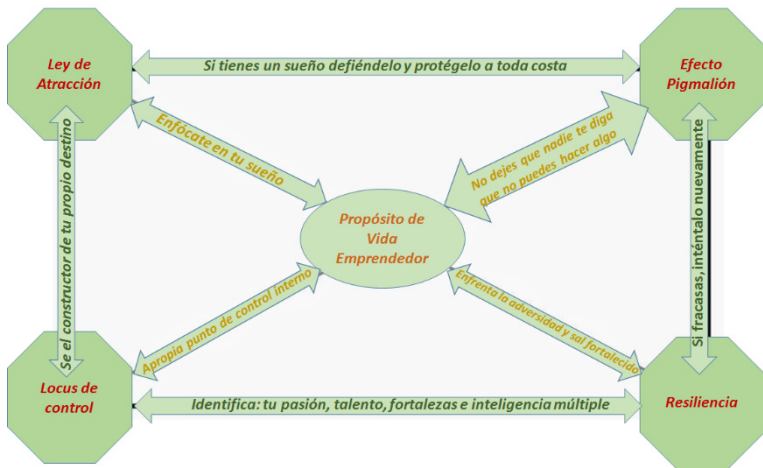 Ley de
Atracción
Si tienes un sueño defiéndelo y protégelo a toda costa
Efecto
Pigmalión
Enfócate en tu sueño
No dejes que nadie te diga
que no puedes hacer algo
Se el constructor de tu propio destino
Propósito de
Vida
Emprendedor
Si fracasas, inténtalo nuevamente
Apropia punto de control interno
Enfrenta la adversidad y sal fortalecido
Locus de
control
Identifica: tu pasión, talento, fortalezas e inteligencia múltiple
Resiliencia